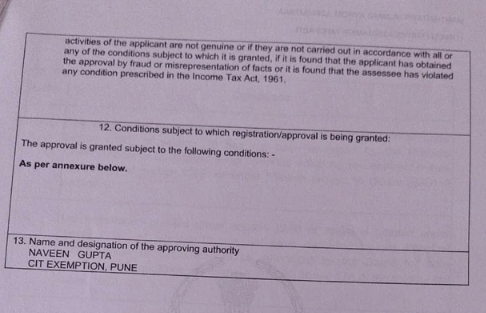 activities of the applicant are not genuine or if they are not carried out in accordance with all or
any of the conditions subject to which it is granted, if it is found that the applicant has obtained
the approval by fraud or misrepresentation of facts or it is found that the assessee has violated
any condition prescribed in the Income Tax Act, 1961.
12. Conditions subject to which registration/approval is being granted:
The approval is granted subject to the following conditions: -
As per annexure below.
13. Name and designation of the approving authority
NAVEEN GUPTA
CIT EXEMPTION, PUNE